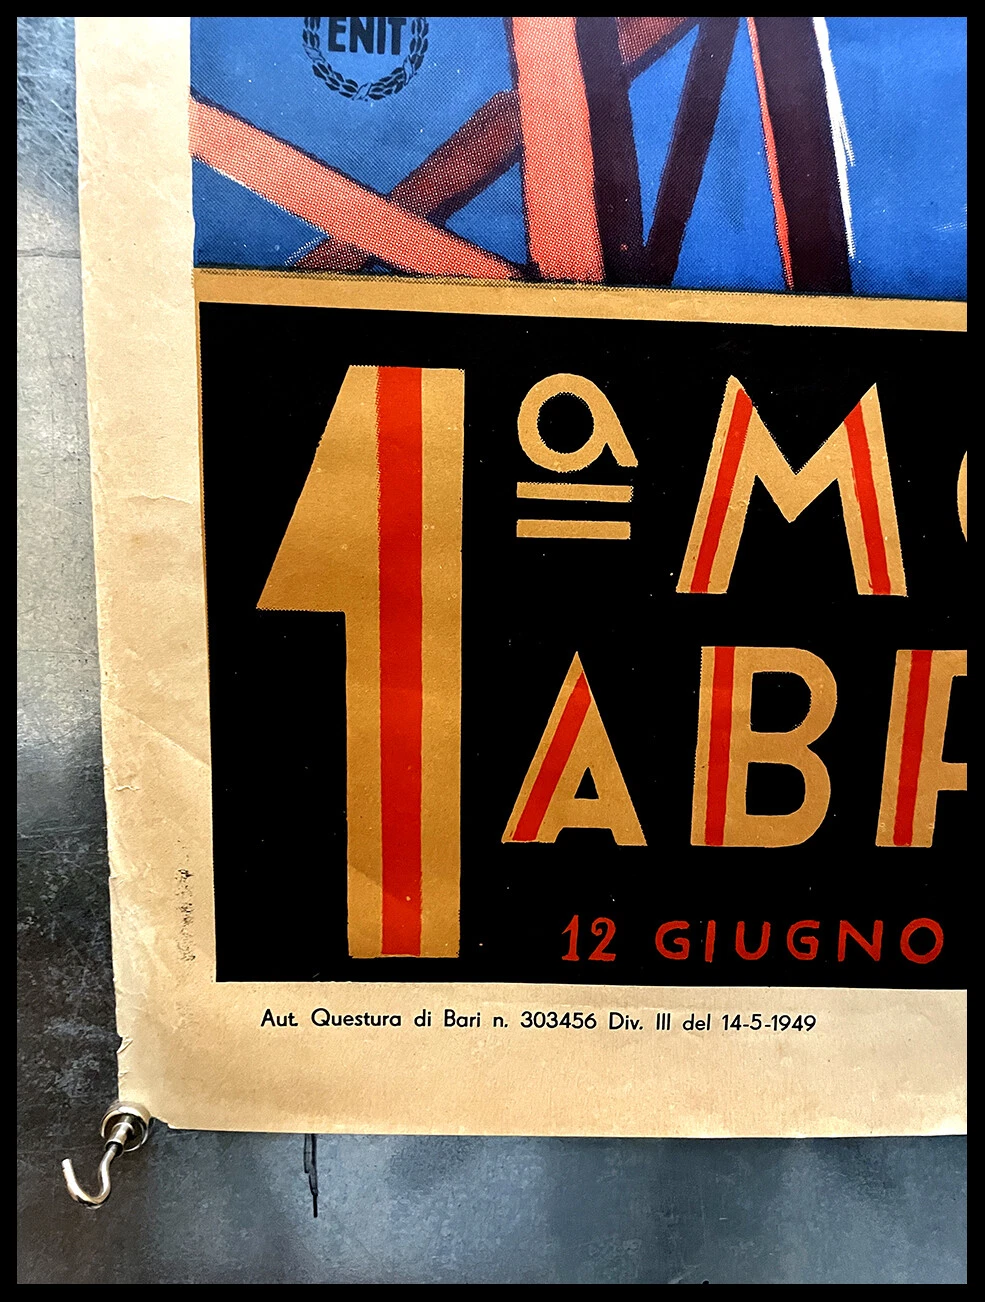 ENIT
1ª M
ABR
12 GIUGNO
Aut. Questura di Bari n. 303456 Div. III del 14-5-1949